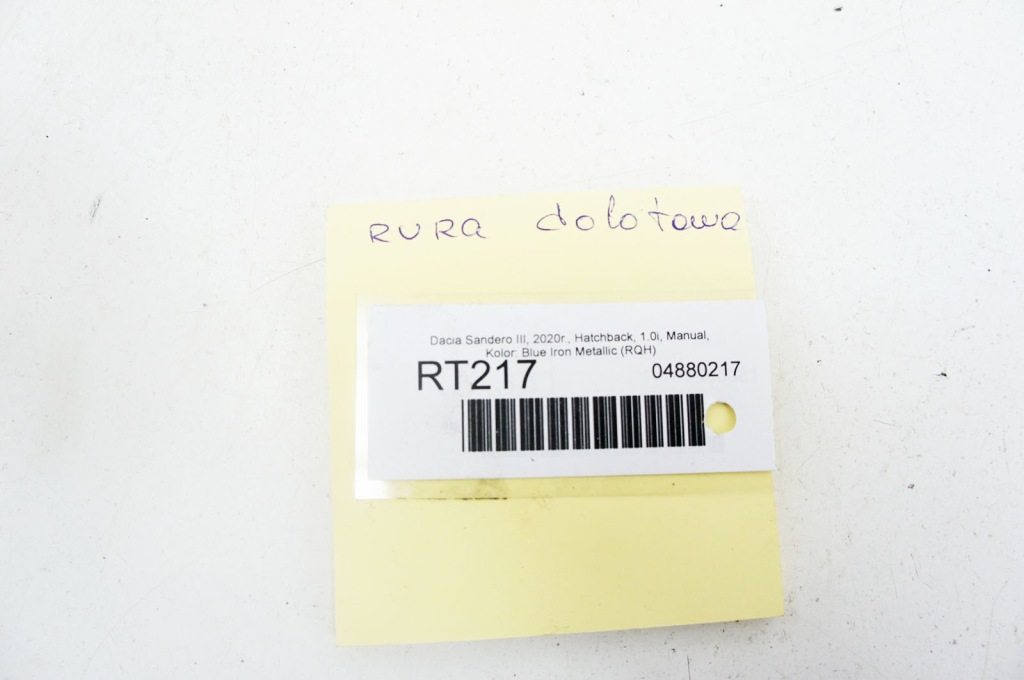 RURA dolotowa
Dacia Sandero III, 2020r., Hatchback, 1.0i, Manual,
Kolor: Blue Iron Metallic (RQH)
RT217 04880217